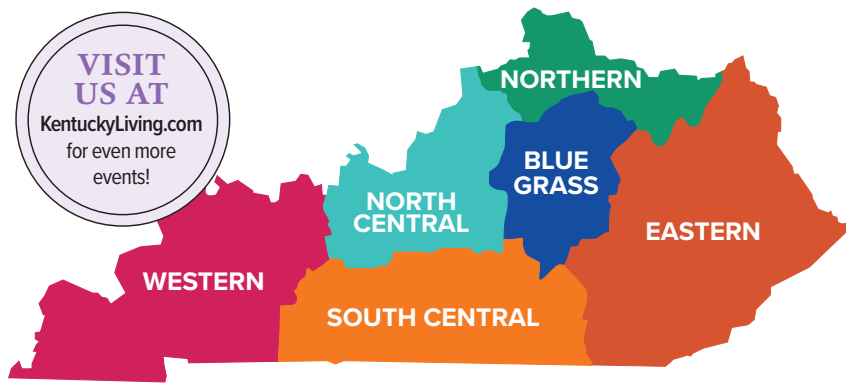 VISIT
US AT
KentuckyLiving.com
for even more
events!
NORTHERN
BLUE
GRASS
NORTH
CENTRAL
EASTERN
WESTERN
SOUTH CENTRAL